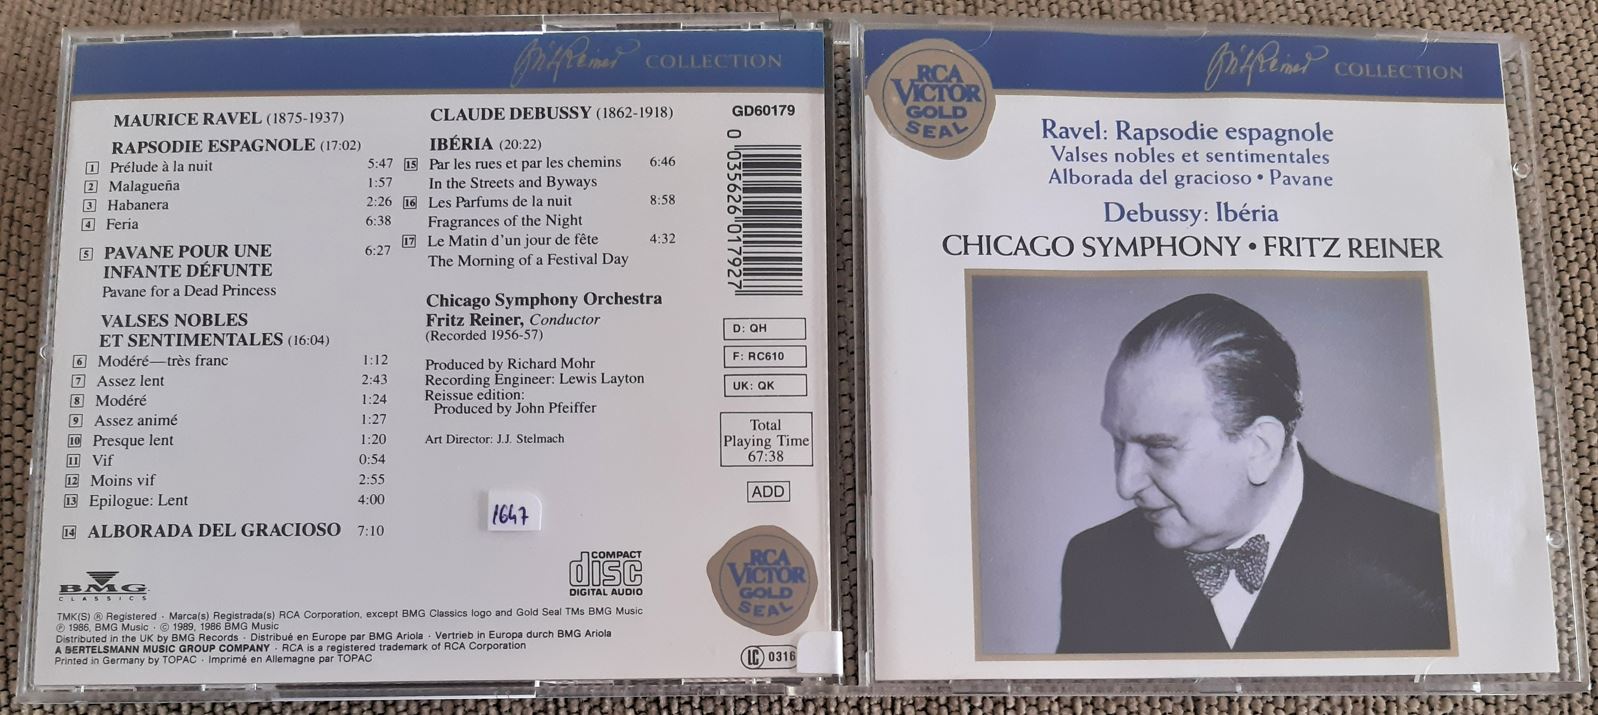 Fritz Reiner COLLECTION
MAURICE RAVEL (1875-1937)
RAPSODIE ESPAGNOLE (17:02)
1 Prélude à la nuit 5:47
2 Malagueña 1:57
3 Habanera 2:26
4 Feria 6:38
5 PAVANE POUR UNE 6:27
INFANTE DÉFUNTE
Pavane for a Dead Princess
VALSES NOBLES
ET SENTIMENTALES (16:04)
6 Modéré—très franc 1:12
7 Assez lent 2:43
8 Modéré 1:24
9 Assez animé 1:27
10 Presque lent 1:20
11 Vif 0:54
12 Moins vif 2:55
13 Epilogue: Lent 4:00
14 ALBORADA DEL GRACIOSO 7:10
CLAUDE DEBUSSY (1862-1918)
IBÉRIA (20:22)
15 Par les rues et par les chemins 6:46
In the Streets and Byways
16 Les Parfums de la nuit 8:58
Fragrances of the Night
17 Le Matin d'un jour de fête 4:32
The Morning of a Festival Day
Chicago Symphony Orchestra
Fritz Reiner, Conductor
(Recorded 1956-57)
Produced by Richard Mohr
Recording Engineer: Lewis Layton
Reissue edition:
Produced by John Pfeiffer
Art Director: J.J. Stelmach
1647
GD60179
0 035626 017927
D: QH
F: RC610
UK: QK
Total
Playing Time
67:38
ADD
BMG
CLASSICS
COMPACT
disc
DIGITAL AUDIO
RCA
VICTOR
GOLD
SEAL
TMK(S) ® Registered · Marca(s) Registrada(s) RCA Corporation, except BMG Classics logo and Gold Seal TMs BMG Music
℗ 1986, BMG Music · © 1989, 1986 BMG Music
Distributed in the UK by BMG Records · Distribué en Europe par BMG Ariola · Vertrieb in Europa durch BMG Ariola
A BERTELSMANN MUSIC GROUP COMPANY · RCA is a registered trademark of RCA Corporation
Printed in Germany by TOPAC · Imprimé en Allemagne par TOPAC
LC 0316
Fritz Reiner COLLECTION
RCA
VICTOR
GOLD
SEAL
Ravel: Rapsodie espagnole
Valses nobles et sentimentales
Alborada del gracioso • Pavane
Debussy: Ibéria
CHICAGO SYMPHONY • FRITZ REINER